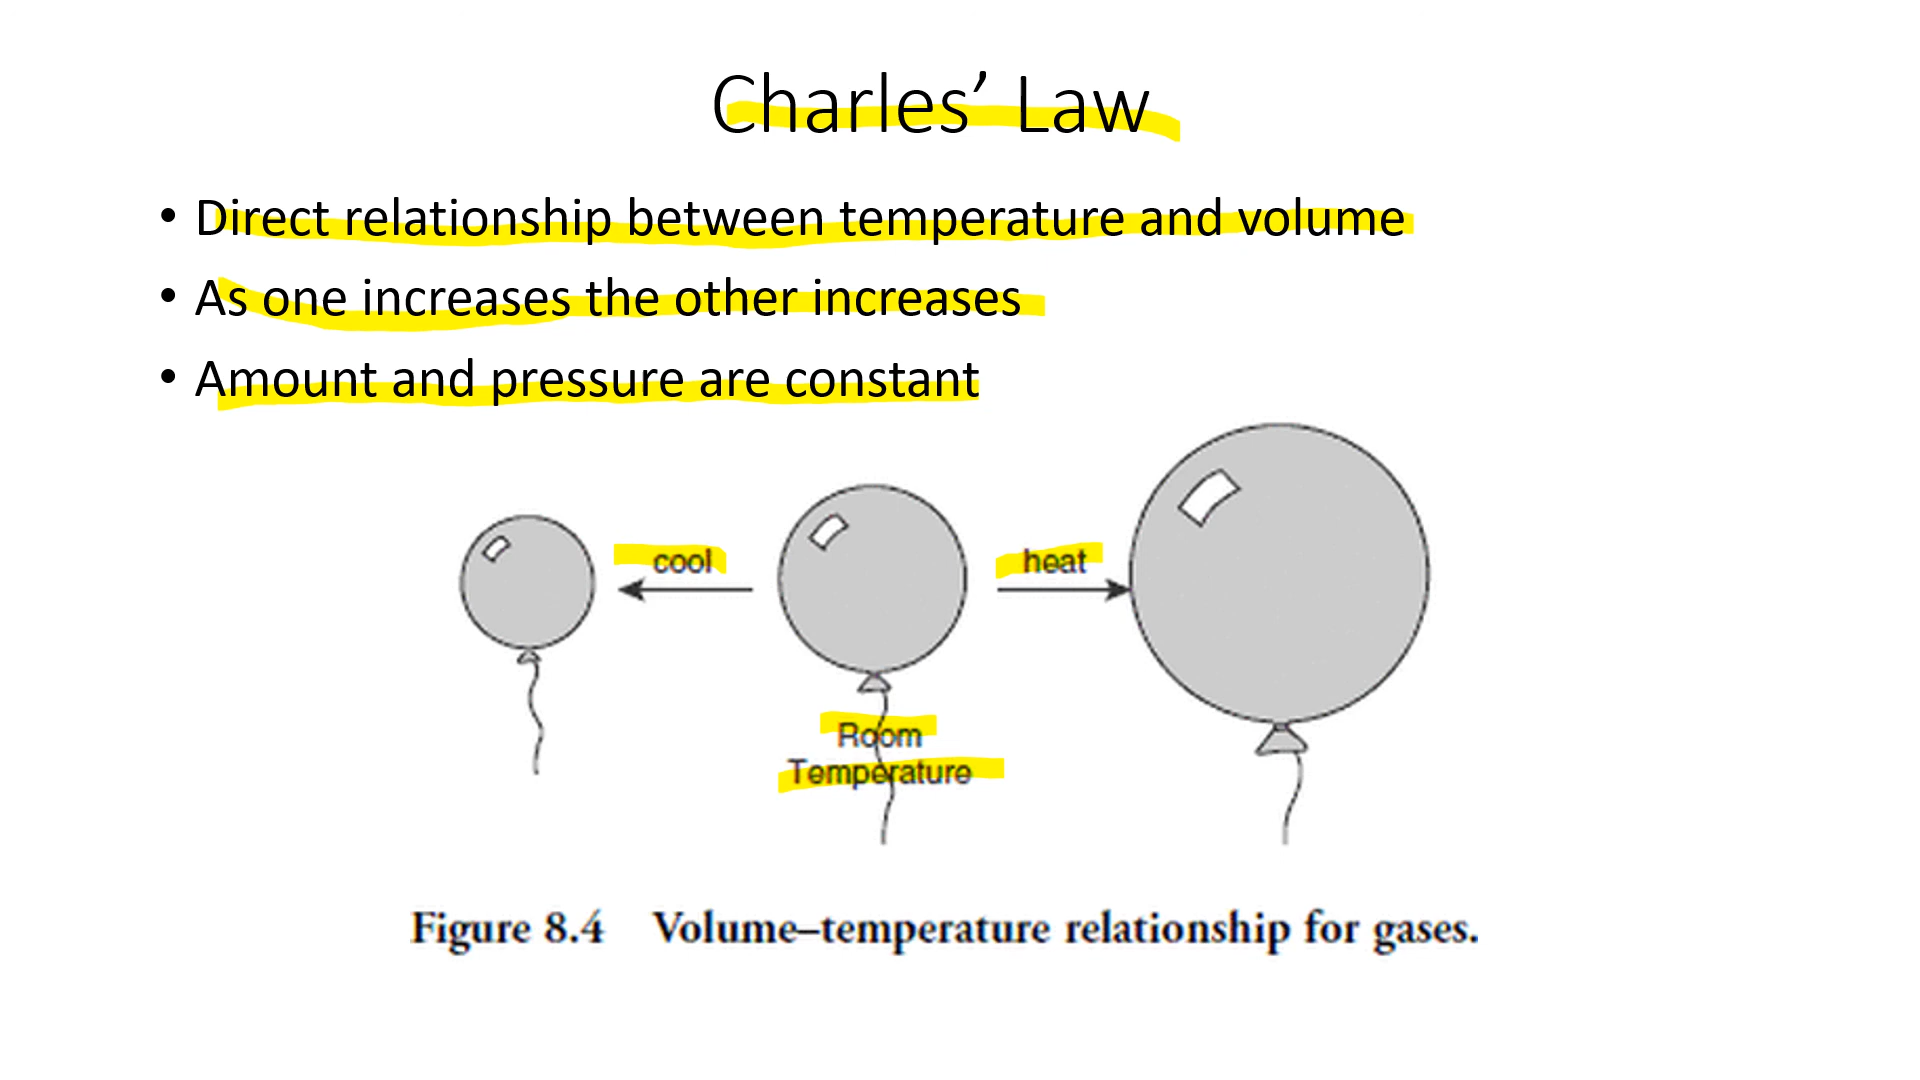 Charles’ Law
• Direct relationship between temperature and volume
• As one increases the other increases
• Amount and pressure are constant
cool
heat
Room
Temperature
Figure 8.4 Volume–temperature relationship for gases.